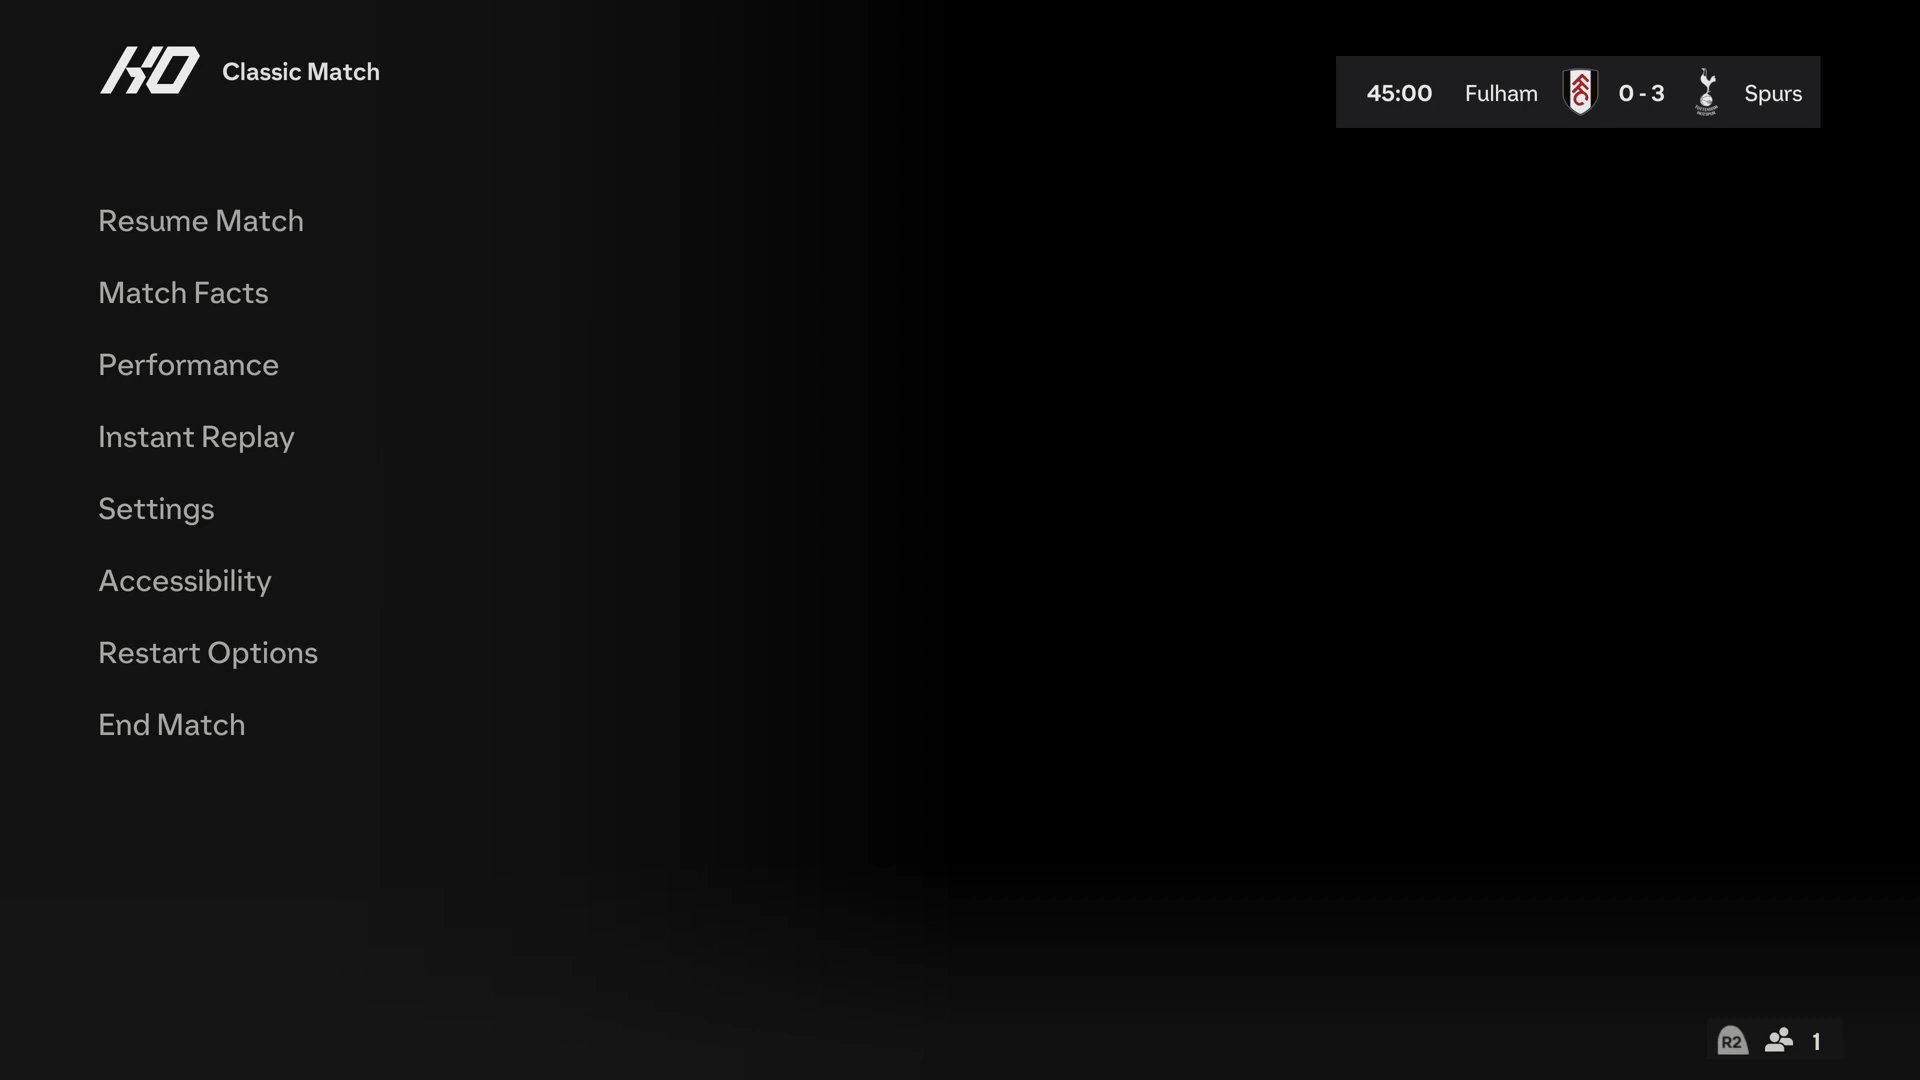 KO Classic Match
45:00 Fulham 0 - 3 Spurs
Resume Match
Match Facts
Performance
Instant Replay
Settings
Accessibility
Restart Options
End Match
R2 1